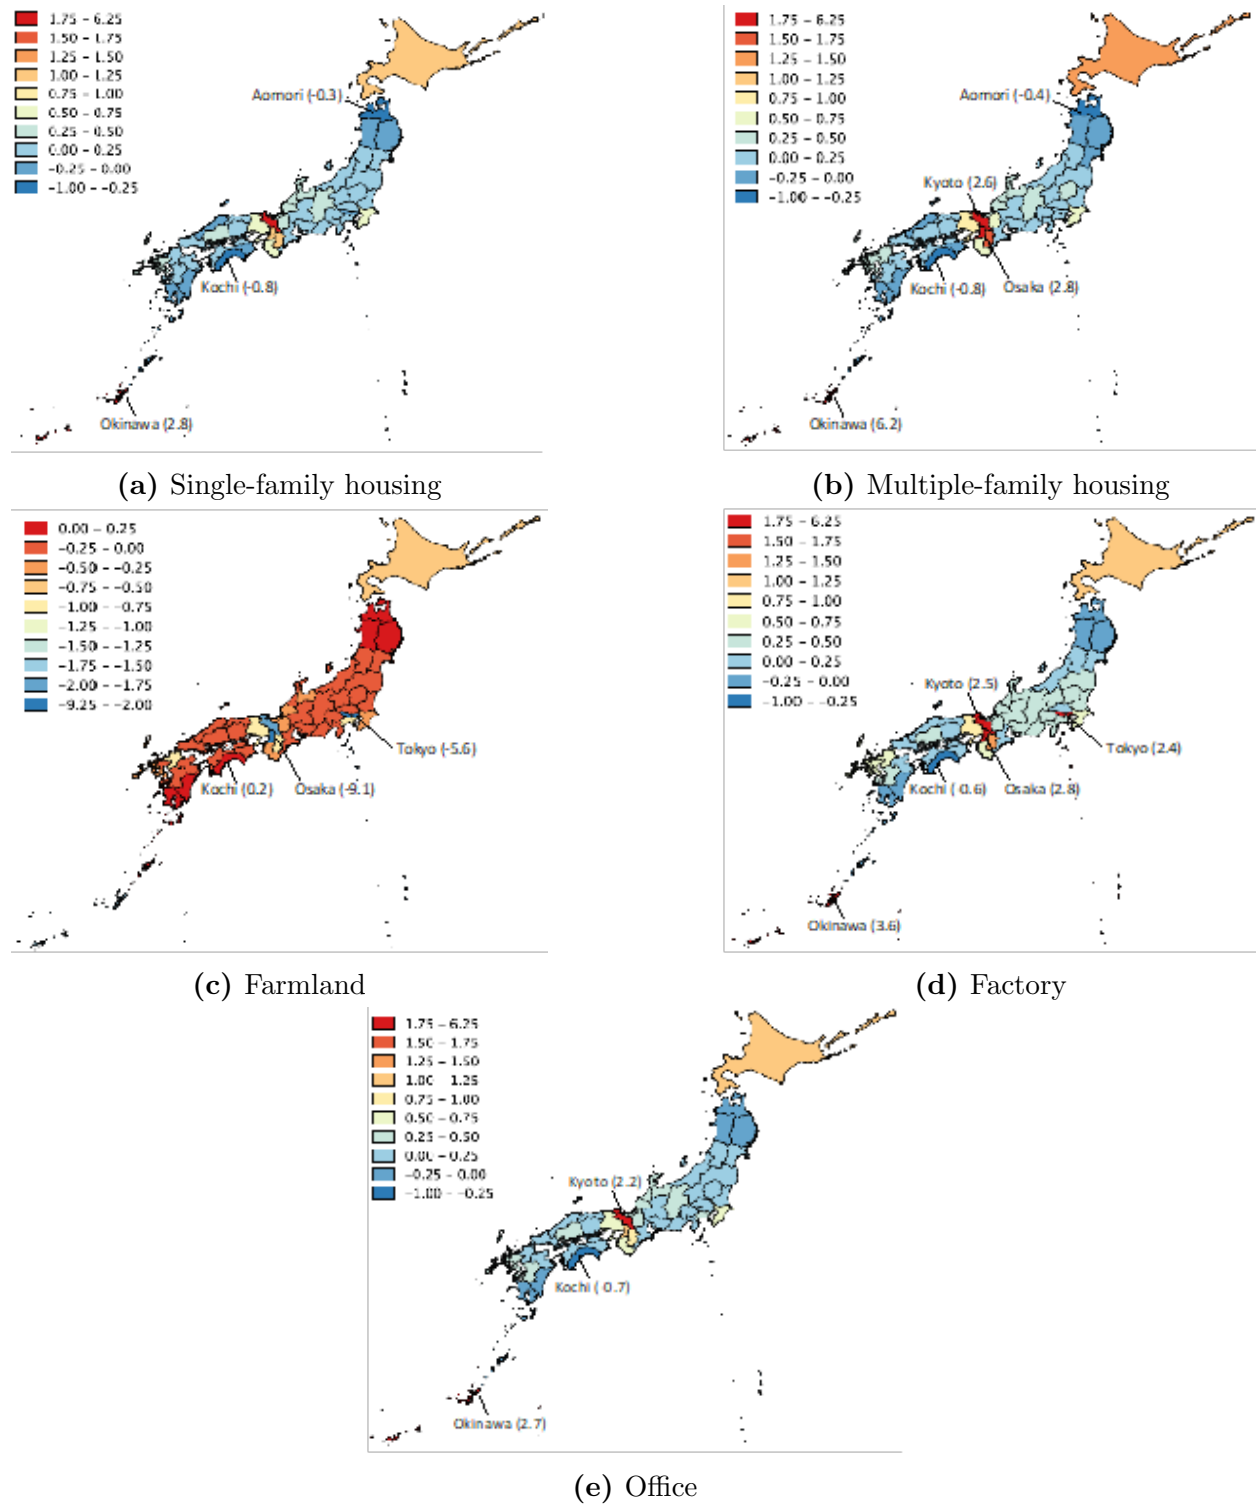 1.75 – 6.25
1.50 – 1.75
1.25 – 1.50
1.00 – 1.25
0.75 – 1.00
0.50 – 0.75
0.25 – 0.50
0.00 – 0.25
-0.25 – 0.00
-1.00 – -0.25
Aomori (-0.3)
Kochi (-0.8)
Okinawa (2.8)
(a) Single-family housing
1.75 – 6.25
1.50 – 1.75
1.25 – 1.50
1.00 – 1.25
0.75 – 1.00
0.50 – 0.75
0.25 – 0.50
0.00 – 0.25
-0.25 – 0.00
-1.00 – -0.25
Aomori (-0.4)
Kyoto (2.6)
Kochi (-0.8)
Osaka (2.8)
Okinawa (6.2)
(b) Multiple-family housing
0.00 – 0.25
-0.25 – 0.00
-0.50 – -0.25
-0.75 – -0.50
-1.00 – -0.75
-1.25 – -1.00
-1.50 – -1.25
-1.75 – -1.50
-2.00 – -1.75
-9.25 – -2.00
Tokyo (-5.6)
Kochi (0.2)
Osaka (-9.1)
(c) Farmland
1.75 – 6.25
1.50 – 1.75
1.25 – 1.50
1.00 – 1.25
0.75 – 1.00
0.50 – 0.75
0.25 – 0.50
0.00 – 0.25
-0.25 – 0.00
-1.00 – -0.25
Kyoto (2.5)
Tokyo (2.4)
Kochi (-0.6)
Osaka (2.8)
Okinawa (3.6)
(d) Factory
1.75 – 6.25
1.50 – 1.75
1.25 – 1.50
1.00 – 1.25
0.75 – 1.00
0.50 – 0.75
0.25 – 0.50
0.00 – 0.25
-0.25 – 0.00
-1.00 – -0.25
Kyoto (2.2)
Kochi (-0.7)
Okinawa (2.7)
(e) Office